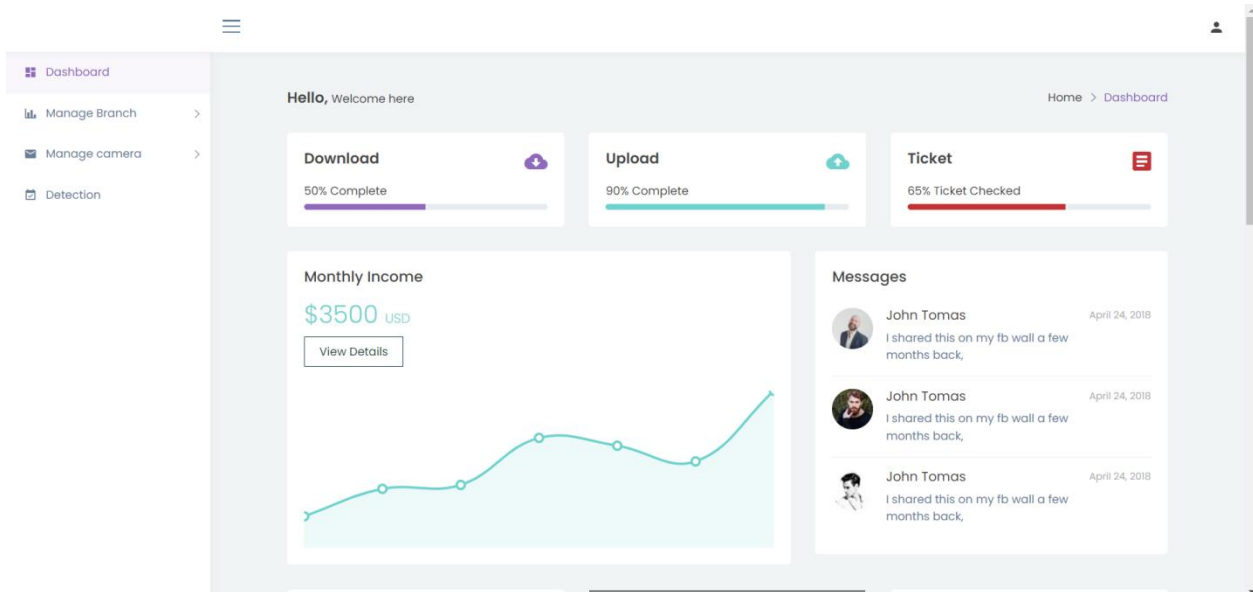 Dashboard
Manage Branch
Manage camera
Detection
Hello, Welcome here
Home > Dashboard
Download
50% Complete
Upload
90% Complete
Ticket
65% Ticket Checked
Monthly Income
$3500 USD
View Details
Messages
John Tomas
April 24, 2018
I shared this on my fb wall a few
months back,
John Tomas
April 24, 2018
I shared this on my fb wall a few
months back,
John Tomas
April 24, 2018
I shared this on my fb wall a few
months back,